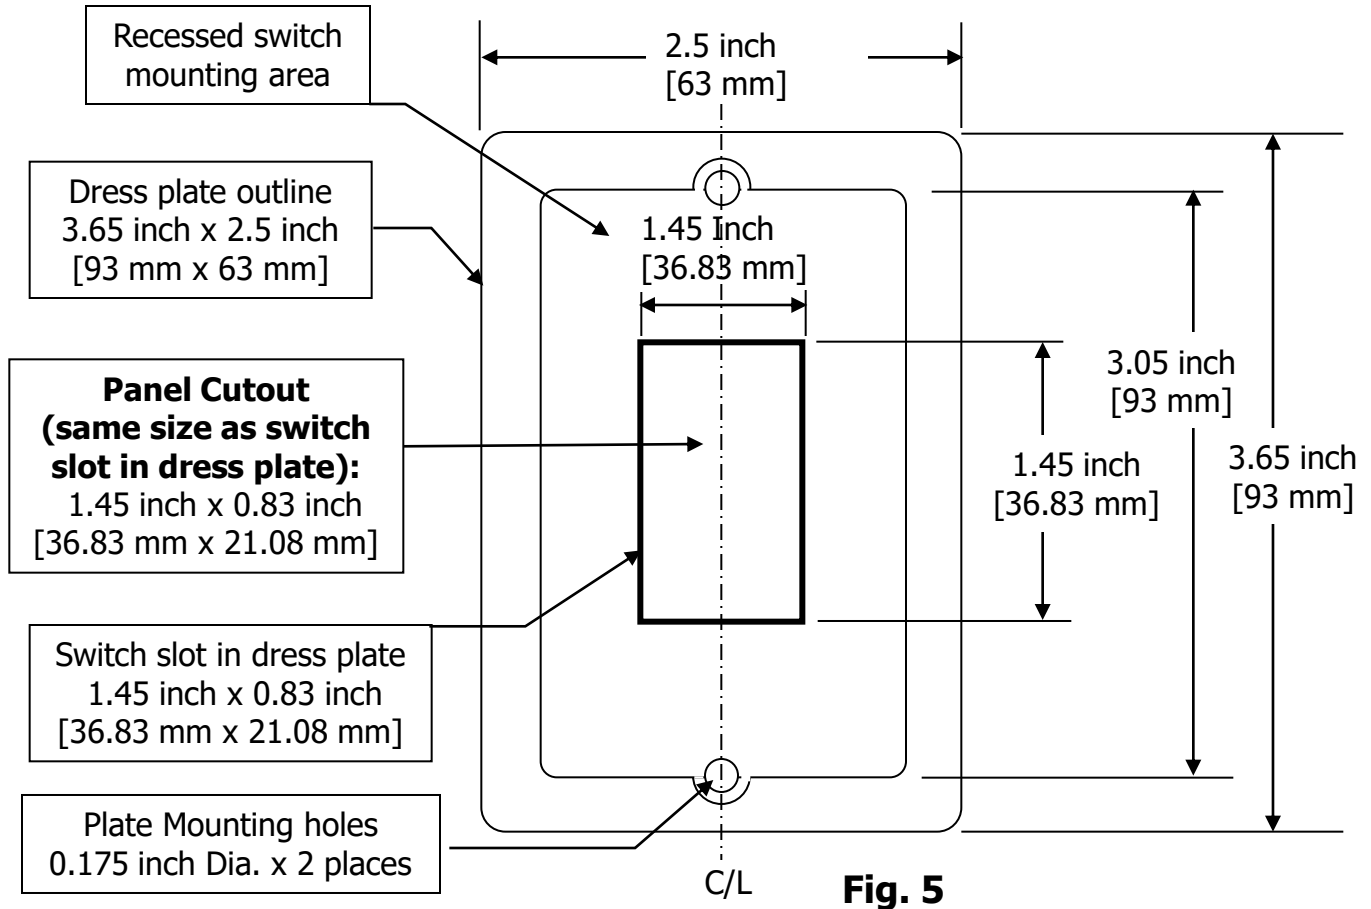 Recessed switch
mounting area
2.5 inch
[63 mm]
Dress plate outline
3.65 inch x 2.5 inch
[93 mm x 63 mm]
1.45 Inch
[36.83 mm]
Panel Cutout
(same size as switch
slot in dress plate):
1.45 inch x 0.83 inch
[36.83 mm x 21.08 mm]
3.05 inch
[93 mm]
1.45 inch
[36.83 mm]
3.65 inch
[93 mm]
Switch slot in dress plate
1.45 inch x 0.83 inch
[36.83 mm x 21.08 mm]
Plate Mounting holes
0.175 inch Dia. x 2 places
C/L
Fig. 5